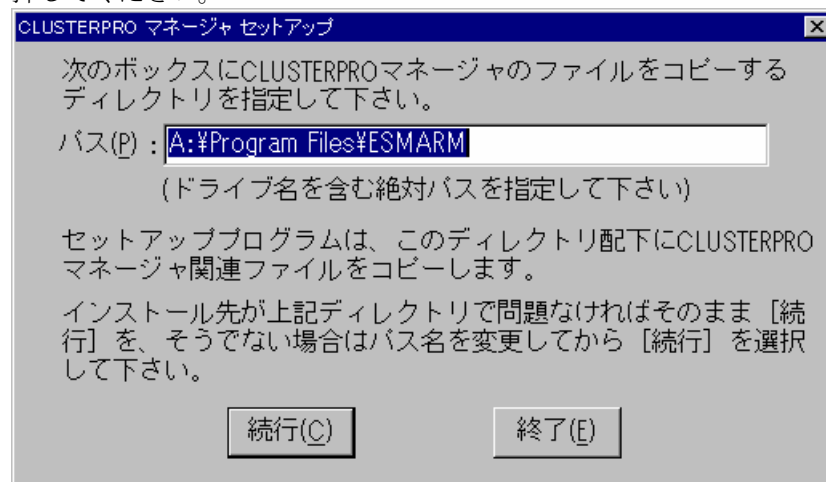 押してください。
CLUSTERPRO マネージャ セットアップ
次のボックスにCLUSTERPROマネージャのファイルをコピーする
ディレクトリを指定して下さい。
パス(P) : A:¥Program Files¥ESMARM
(ドライブ名を含む絶対パスを指定して下さい)
セットアッププログラムは、このディレクトリ配下にCLUSTERPRO
マネージャ関連ファイルをコピーします。
インストール先が上記ディレクトリで問題なければそのまま [続
行] を、そうでない場合はパス名を変更してから [続行] を選択
して下さい。
続行(C) 終了(E)